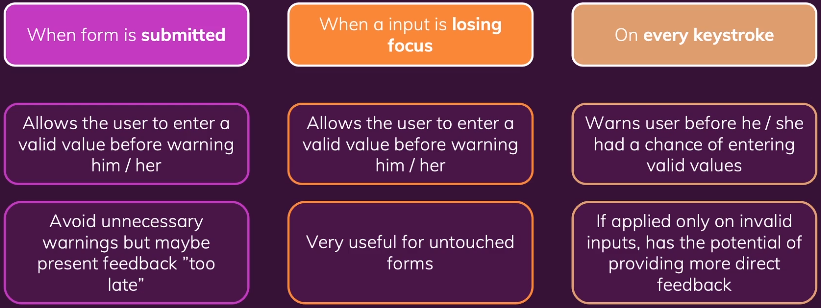 When form is submitted
When a input is losing
focus
On every keystroke
Allows the user to enter a
valid value before warning
him / her
Allows the user to enter a
valid value before warning
him / her
Warns user before he / she
had a chance of entering
valid values
Avoid unnecessary
warnings but maybe
present feedback ”too
late”
Very useful for untouched
forms
If applied only on invalid
inputs, has the potential of
providing more direct
feedback